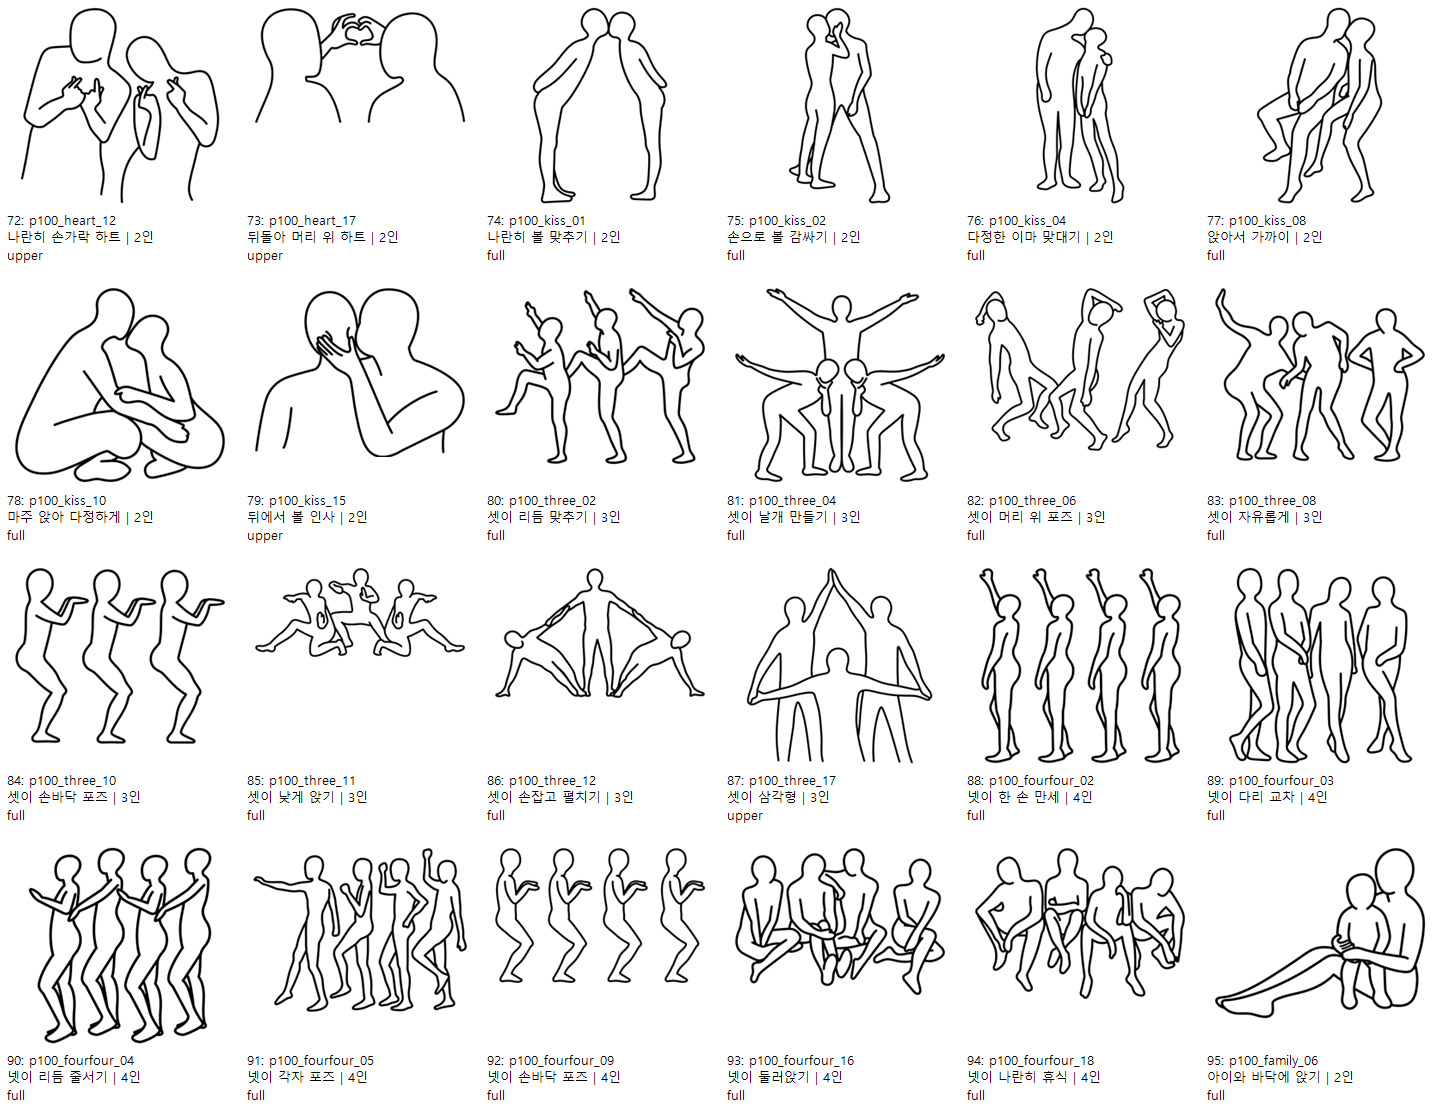 72: p100_heart_12
나란히 손가락 하트 | 2인
upper
73: p100_heart_17
뒤돌아 머리 위 하트 | 2인
upper
74: p100_kiss_01
나란히 볼 맞추기 | 2인
full
75: p100_kiss_02
손으로 볼 감싸기 | 2인
full
76: p100_kiss_04
다정한 이마 맞대기 | 2인
full
77: p100_kiss_08
앉아서 가까이 | 2인
full
78: p100_kiss_10
마주 앉아 다정하게 | 2인
full
79: p100_kiss_15
뒤에서 볼 인사 | 2인
upper
80: p100_three_02
셋이 리듬 맞추기 | 3인
full
81: p100_three_04
셋이 날개 만들기 | 3인
full
82: p100_three_06
셋이 머리 위 포즈 | 3인
full
83: p100_three_08
셋이 자유롭게 | 3인
full
84: p100_three_10
셋이 손바닥 포즈 | 3인
full
85: p100_three_11
셋이 낮게 앉기 | 3인
full
86: p100_three_12
셋이 손잡고 펼치기 | 3인
full
87: p100_three_17
셋이 삼각형 | 3인
upper
88: p100_fourfour_02
넷이 한 손 만세 | 4인
full
89: p100_fourfour_03
넷이 다리 교차 | 4인
full
90: p100_fourfour_04
넷이 리듬 줄서기 | 4인
full
91: p100_fourfour_05
넷이 각자 포즈 | 4인
full
92: p100_fourfour_09
넷이 손바닥 포즈 | 4인
full
93: p100_fourfour_16
넷이 둘러앉기 | 4인
full
94: p100_fourfour_18
넷이 나란히 휴식 | 4인
full
95: p100_family_06
아이와 바닥에 앉기 | 2인
full